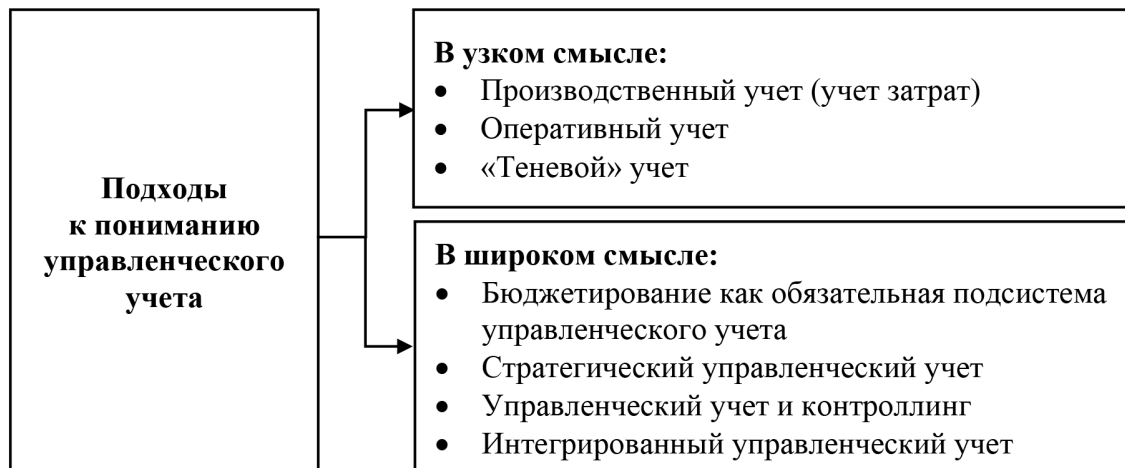 Подходы
к пониманию
управленческого
учета
В узком смысле:
• Производственный учет (учет затрат)
• Оперативный учет
• «Теневой» учет
В широком смысле:
• Бюджетирование как обязательная подсистема
управленческого учета
• Стратегический управленческий учет
• Управленческий учет и контроллинг
• Интегрированный управленческий учет